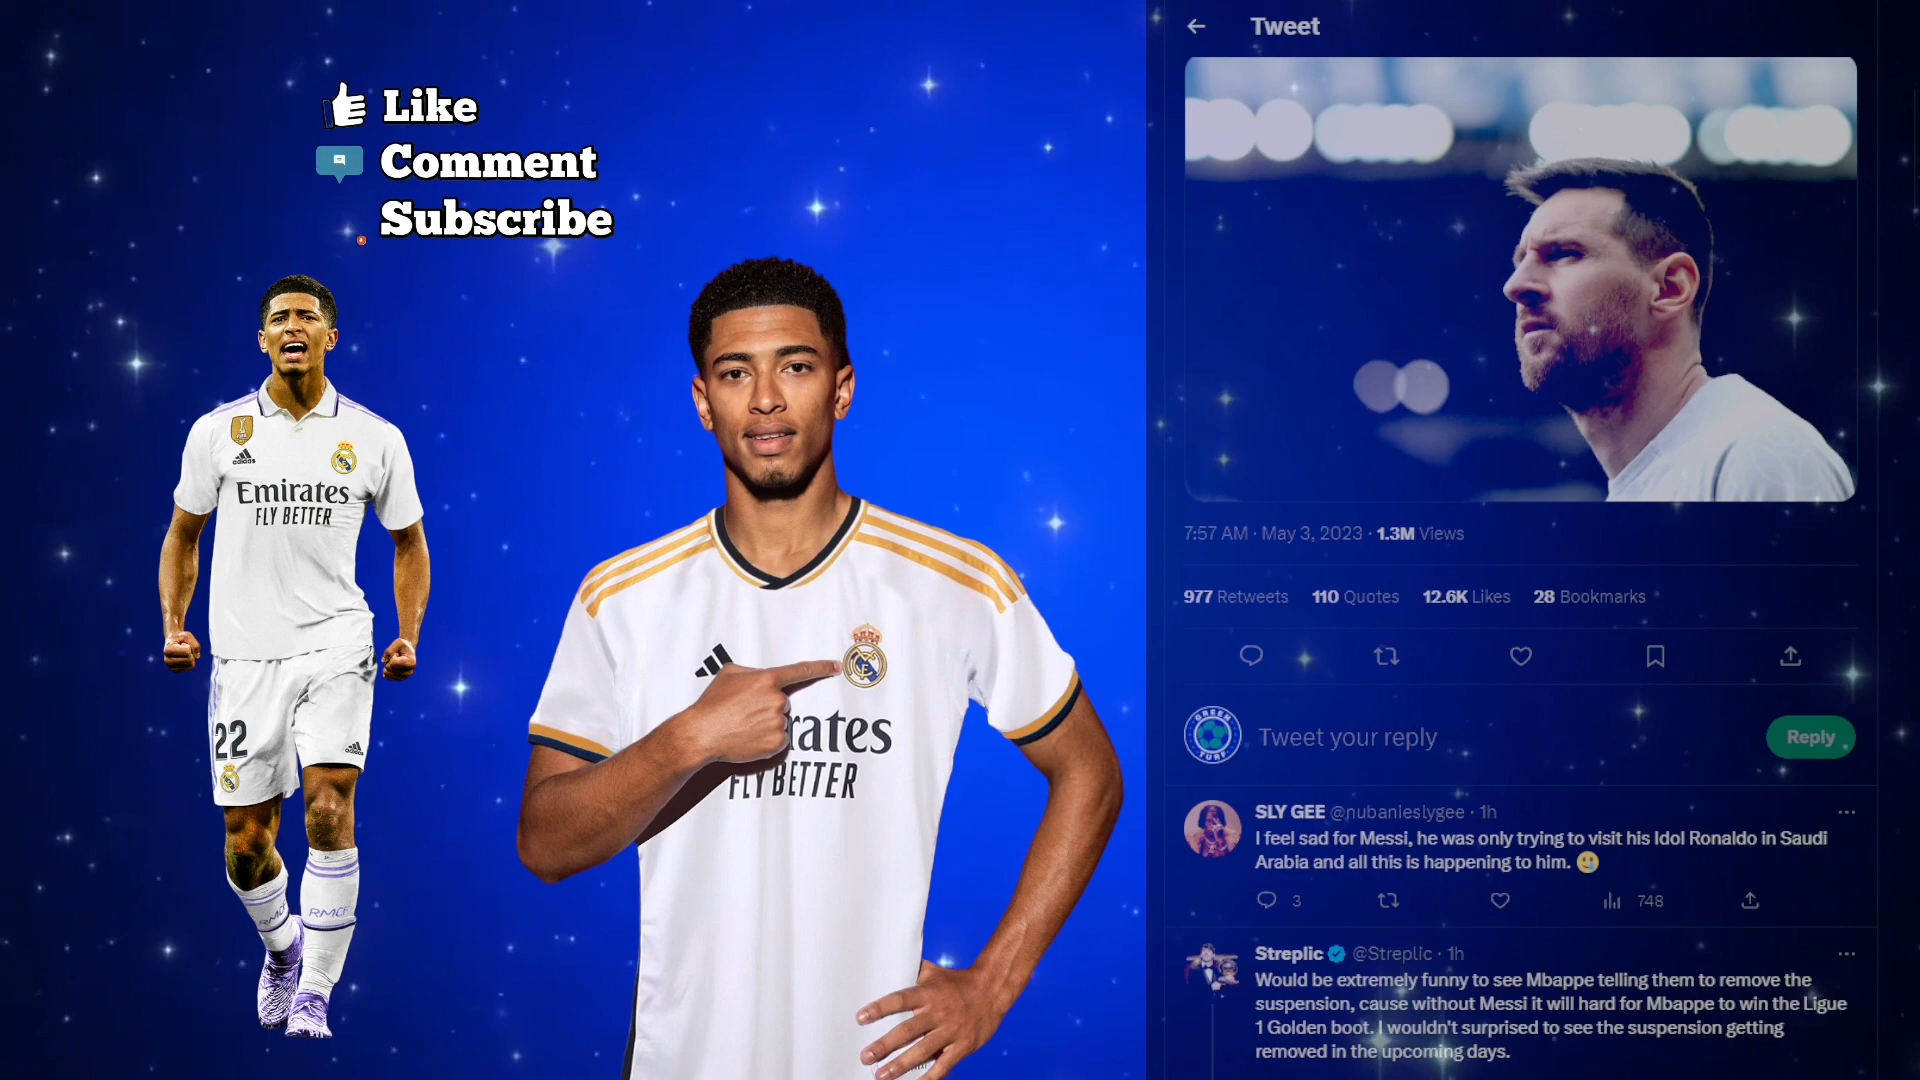 Like
Comment
Subscribe
adidas
Emirates
FLY BETTER
22
RMCF
RMCF
rates
FLY BETTER
Tweet
7:57 AM · May 3, 2023 · 1.3M Views
977 Retweets 110 Quotes 12.6K Likes 28 Bookmarks
GREEN TURF
Tweet your reply
Reply
SLY GEE @nubanieslygee · 1h
I feel sad for Messi, he was only trying to visit his Idol Ronaldo in Saudi
Arabia and all this is happening to him. 🥲
3 748
Streplic @Streplic · 1h
Would be extremely funny to see Mbappe telling them to remove the
suspension, cause without Messi it will hard for Mbappe to win the Ligue
1 Golden boot. I wouldn't surprised to see the suspension getting
removed in the upcoming days.